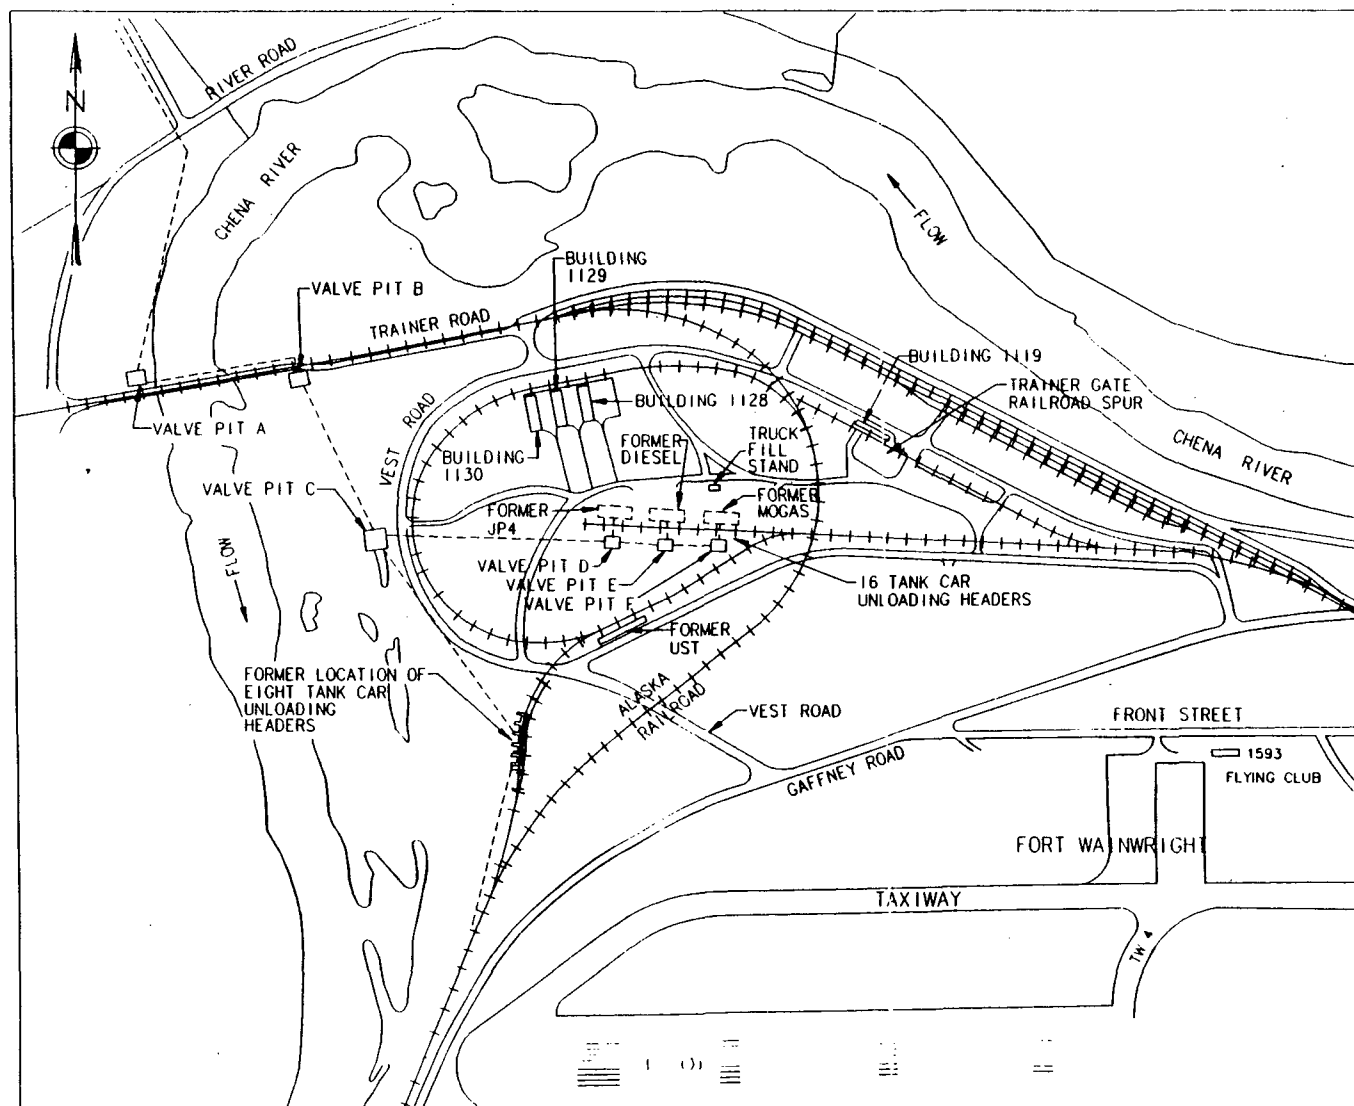 RIVER ROAD
N
CHENA RIVER
FLOW
BUILDING
1129
VALVE PIT B
TRAINER ROAD
BUILDING 1119
TRAINER GATE
RAILROAD SPUR
VALVE PIT A
VEST ROAD
BUILDING 1128
BUILDING
1130
FORMER
DIESEL
TRUCK
FILL
STAND
CHENA RIVER
VALVE PIT C
FORMER
JP4
FORMER
MOGAS
FLOW
VALVE PIT D
VALVE PIT E
VALVE PIT F
16 TANK CAR
UNLOADING HEADERS
FORMER
UST
FORMER LOCATION OF
EIGHT TANK CAR
UNLOADING
HEADERS
ALASKA
RAILROAD
VEST ROAD
FRONT STREET
GAFFNEY ROAD
1593
FLYING CLUB
FORT WAINWRIGHT
TAXIWAY
TW 4